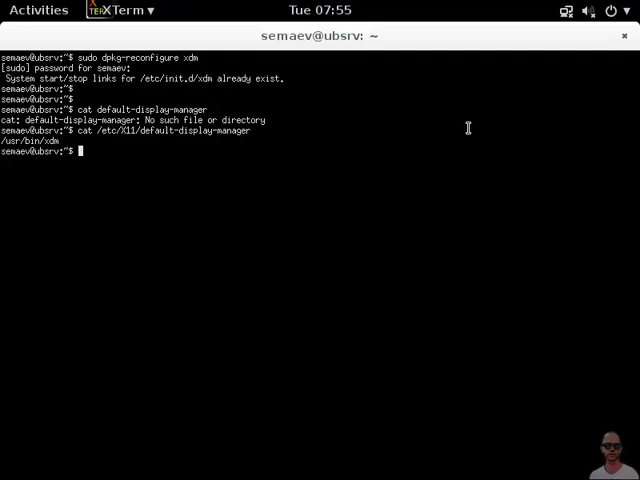 Activities XTerm ▾ Tue 07:55
semaev@ubsrv: ~
semaev@ubsrv:~$ sudo dpkg-reconfigure xdm
[sudo] password for semaev:
 System start/stop links for /etc/init.d/xdm already exist.
semaev@ubsrv:~$
semaev@ubsrv:~$
semaev@ubsrv:~$ cat default-display-manager
cat: default-display-manager: No such file or directory
semaev@ubsrv:~$ cat /etc/X11/default-display-manager
/usr/bin/xdm
semaev@ubsrv:~$